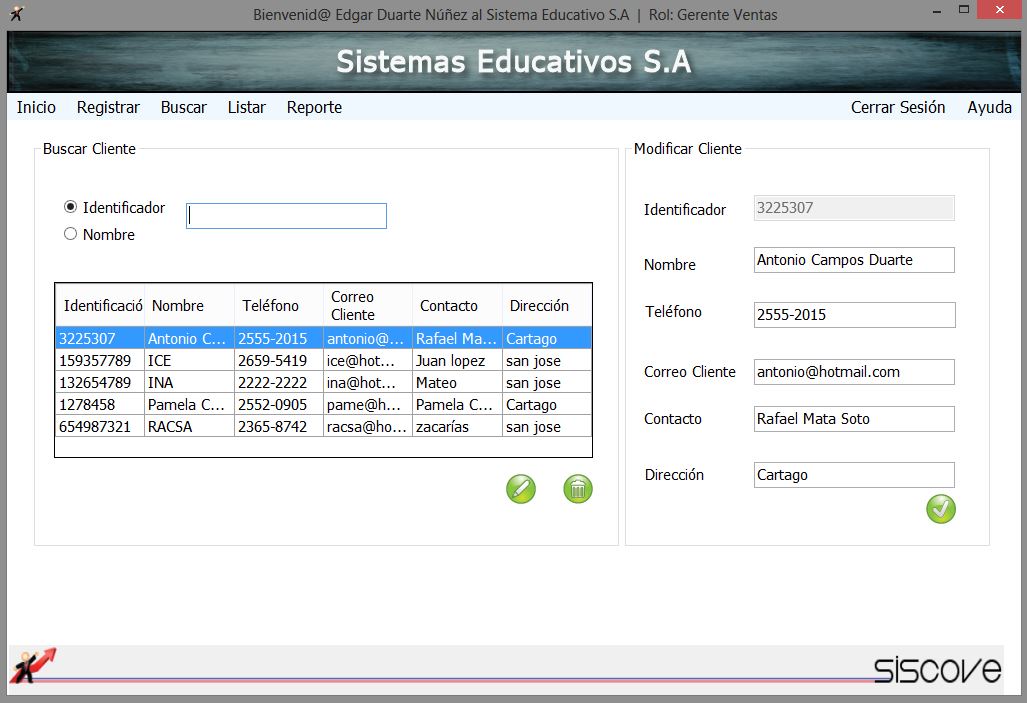 Bienvenid@ Edgar Duarte Núñez al Sistema Educativo S.A | Rol: Gerente Ventas
Sistemas Educativos S.A
Inicio Registrar Buscar Listar Reporte Cerrar Sesión Ayuda
Buscar Cliente
Identificador
Nombre
Identificació Nombre Teléfono Correo Cliente Contacto Dirección
3225307 Antonio C... 2555-2015 antonio@... Rafael Ma... Cartago
159357789 ICE 2659-5419 ice@hot... Juan lopez san jose
132654789 INA 2222-2222 ina@hot... Mateo san jose
1278458 Pamela C... 2552-0905 pame@h... Pamela C... Cartago
654987321 RACSA 2365-8742 racsa@ho... zacarías san jose
Modificar Cliente
Identificador 3225307
Nombre Antonio Campos Duarte
Teléfono 2555-2015
Correo Cliente antonio@hotmail.com
Contacto Rafael Mata Soto
Dirección Cartago
siscove